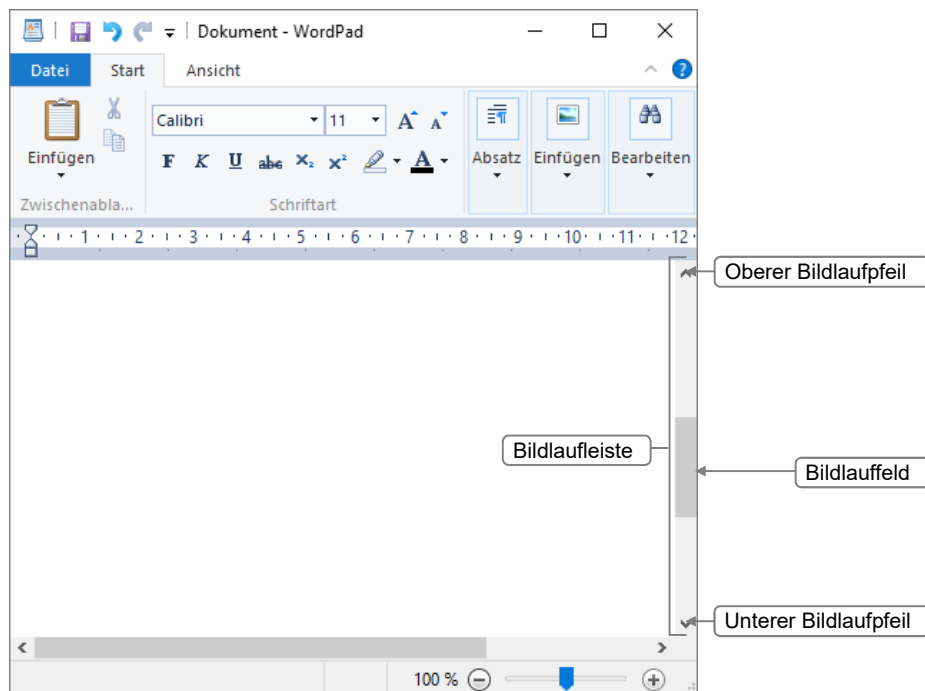 Dokument - WordPad
Datei Start Ansicht
Calibri 11
Einfügen Absatz Einfügen Bearbeiten
F K U abc X₂ x²  A
Zwischenabla... Schriftart
1 2 3 4 5 6 7 8 9 10 11 12
Oberer Bildlaufpfeil
Bildlaufleiste
Bildlauffeld
Unterer Bildlaufpfeil
100 %